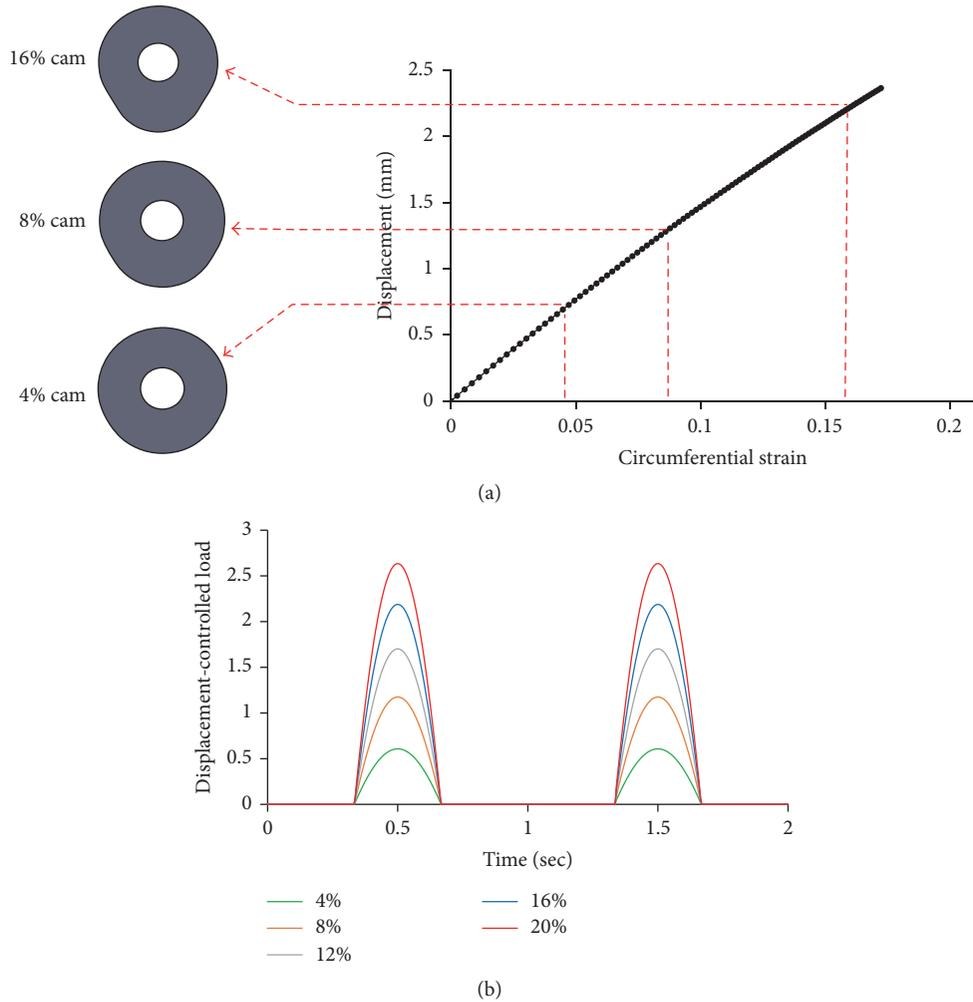 16% cam
8% cam
4% cam
Displacement (mm)
2.5
2
1.5
1
0.5
0
0 0.05 0.1 0.15 0.2
Circumferential strain
(a)
Displacement-controlled load
3
2.5
2
1.5
1
0.5
0
0 0.5 1 1.5 2
Time (sec)
4% 16%
8% 20%
12%
(b)